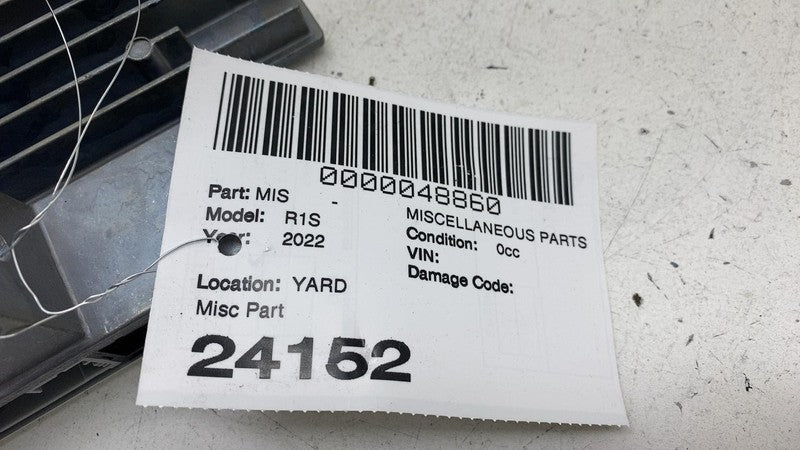 0000048860
Part: MIS -
MISCELLANEOUS PARTS
Model: R1S
Condition: 0cc
Year: 2022
VIN:
Damage Code:
Location: YARD
Misc Part
24152